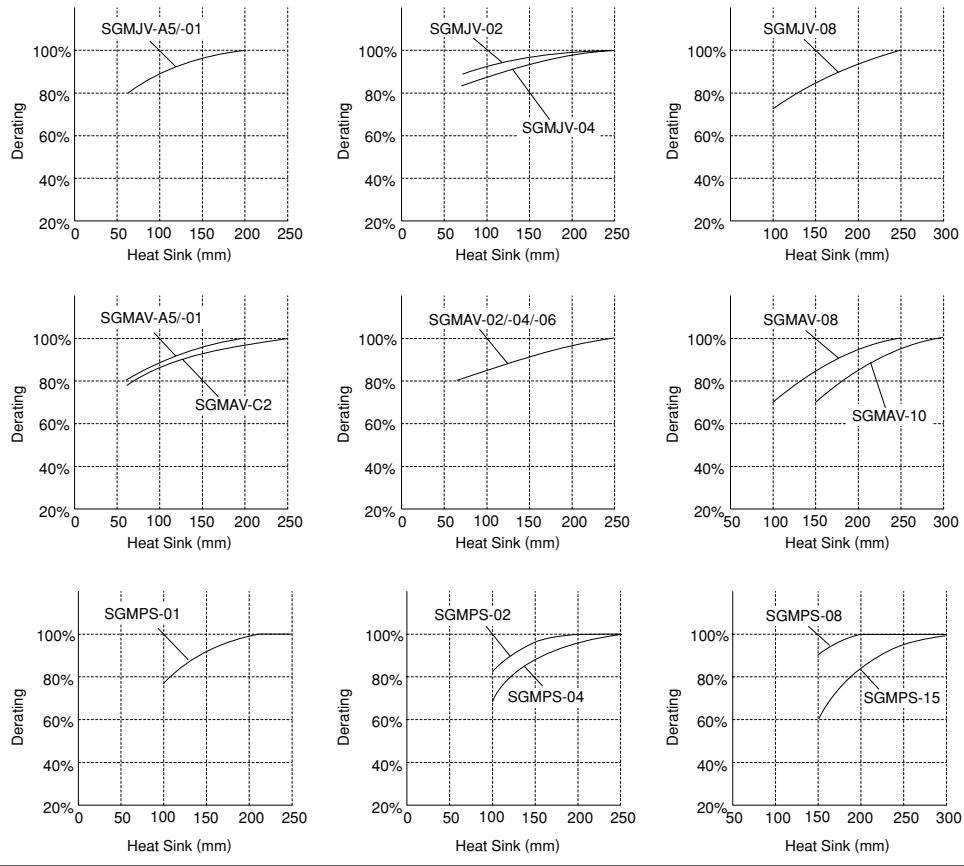 SGMJV-A5/-01
100%
80%
60%
40%
20%
Derating
0 50 100 150 200 250
Heat Sink (mm)
SGMJV-02
SGMJV-04
100%
80%
60%
40%
20%
Derating
0 50 100 150 200 250
Heat Sink (mm)
SGMJV-08
100%
80%
60%
40%
20%
Derating
100 150 200 250 300
Heat Sink (mm)
SGMAV-A5/-01
SGMAV-C2
100%
80%
60%
40%
20%
Derating
0 50 100 150 200 250
Heat Sink (mm)
SGMAV-02/-04/-06
100%
80%
60%
40%
20%
Derating
0 50 100 150 200 250
Heat Sink (mm)
SGMAV-08
SGMAV-10
100%
80%
60%
40%
20%
Derating
50 100 150 200 250 300
Heat Sink (mm)
SGMPS-01
100%
80%
60%
40%
20%
Derating
0 50 100 150 200 250
Heat Sink (mm)
SGMPS-02
SGMPS-04
100%
80%
60%
40%
20%
Derating
0 50 100 150 200 250
Heat Sink (mm)
SGMPS-08
SGMPS-15
100%
80%
60%
40%
20%
Derating
50 100 150 200 250 300
Heat Sink (mm)